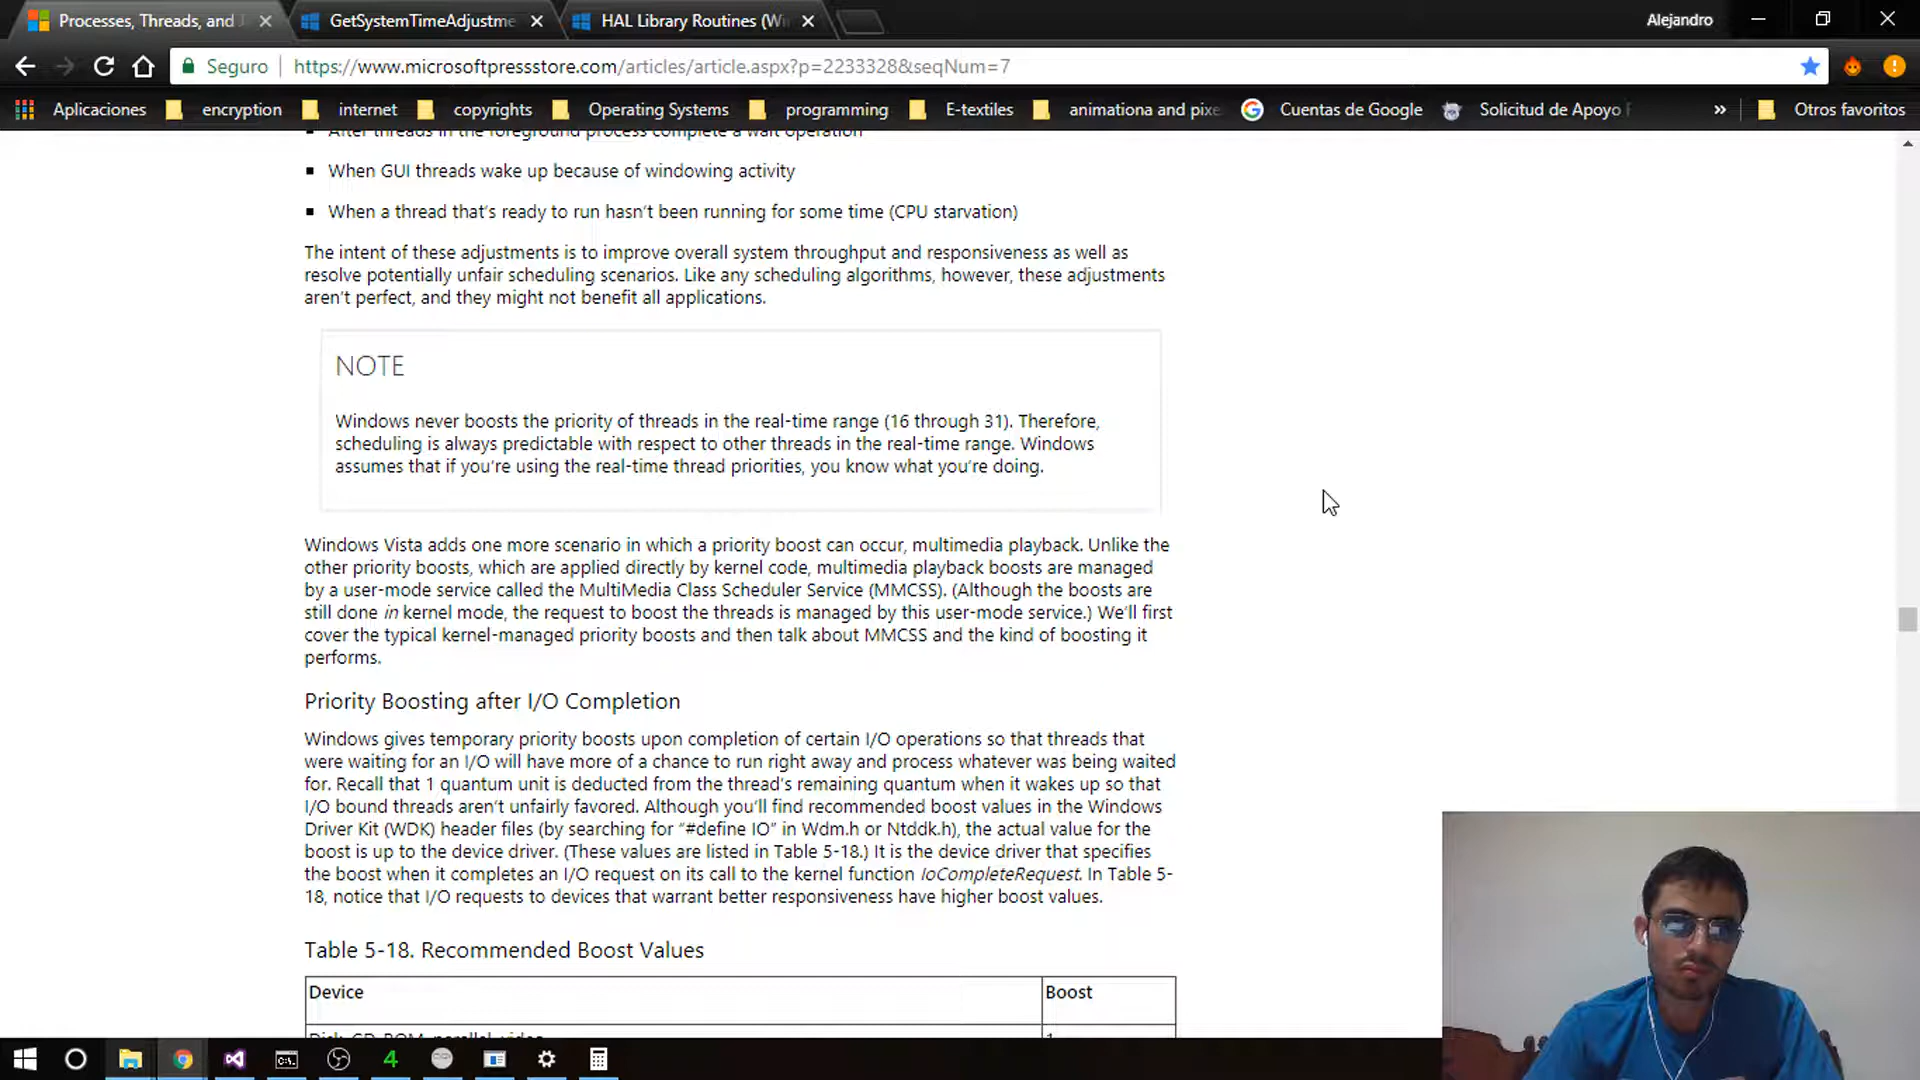 Processes, Threads, and J
GetSystemTimeAdjustme
HAL Library Routines (Wi
Alejandro
Seguro
https://www.microsoftpressstore.com/articles/article.aspx?p=2233328&seqNum=7
Aplicaciones
encryption
internet
copyrights
Operating Systems
programming
E-textiles
animationa and pixe
Cuentas de Google
Solicitud de Apoyo
»
Otros favoritos
After threads in the foreground process complete a wait operation
When GUI threads wake up because of windowing activity
When a thread that's ready to run hasn't been running for some time (CPU starvation)
The intent of these adjustments is to improve overall system throughput and responsiveness as well as
resolve potentially unfair scheduling scenarios. Like any scheduling algorithms, however, these adjustments
aren't perfect, and they might not benefit all applications.
NOTE
Windows never boosts the priority of threads in the real-time range (16 through 31). Therefore,
scheduling is always predictable with respect to other threads in the real-time range. Windows
assumes that if you're using the real-time thread priorities, you know what you're doing.
Windows Vista adds one more scenario in which a priority boost can occur, multimedia playback. Unlike the
other priority boosts, which are applied directly by kernel code, multimedia playback boosts are managed
by a user-mode service called the MultiMedia Class Scheduler Service (MMCSS). (Although the boosts are
still done in kernel mode, the request to boost the threads is managed by this user-mode service.) We'll first
cover the typical kernel-managed priority boosts and then talk about MMCSS and the kind of boosting it
performs.
Priority Boosting after I/O Completion
Windows gives temporary priority boosts upon completion of certain I/O operations so that threads that
were waiting for an I/O will have more of a chance to run right away and process whatever was being waited
for. Recall that 1 quantum unit is deducted from the thread's remaining quantum when it wakes up so that
I/O bound threads aren't unfairly favored. Although you'll find recommended boost values in the Windows
Driver Kit (WDK) header files (by searching for “#define IO” in Wdm.h or Ntddk.h), the actual value for the
boost is up to the device driver. (These values are listed in Table 5-18.) It is the device driver that specifies
the boost when it completes an I/O request on its call to the kernel function IoCompleteRequest. In Table 5-
18, notice that I/O requests to devices that warrant better responsiveness have higher boost values.
Table 5-18. Recommended Boost Values
Device
Boost
Disk, CD-ROM, parallel, video
1
4